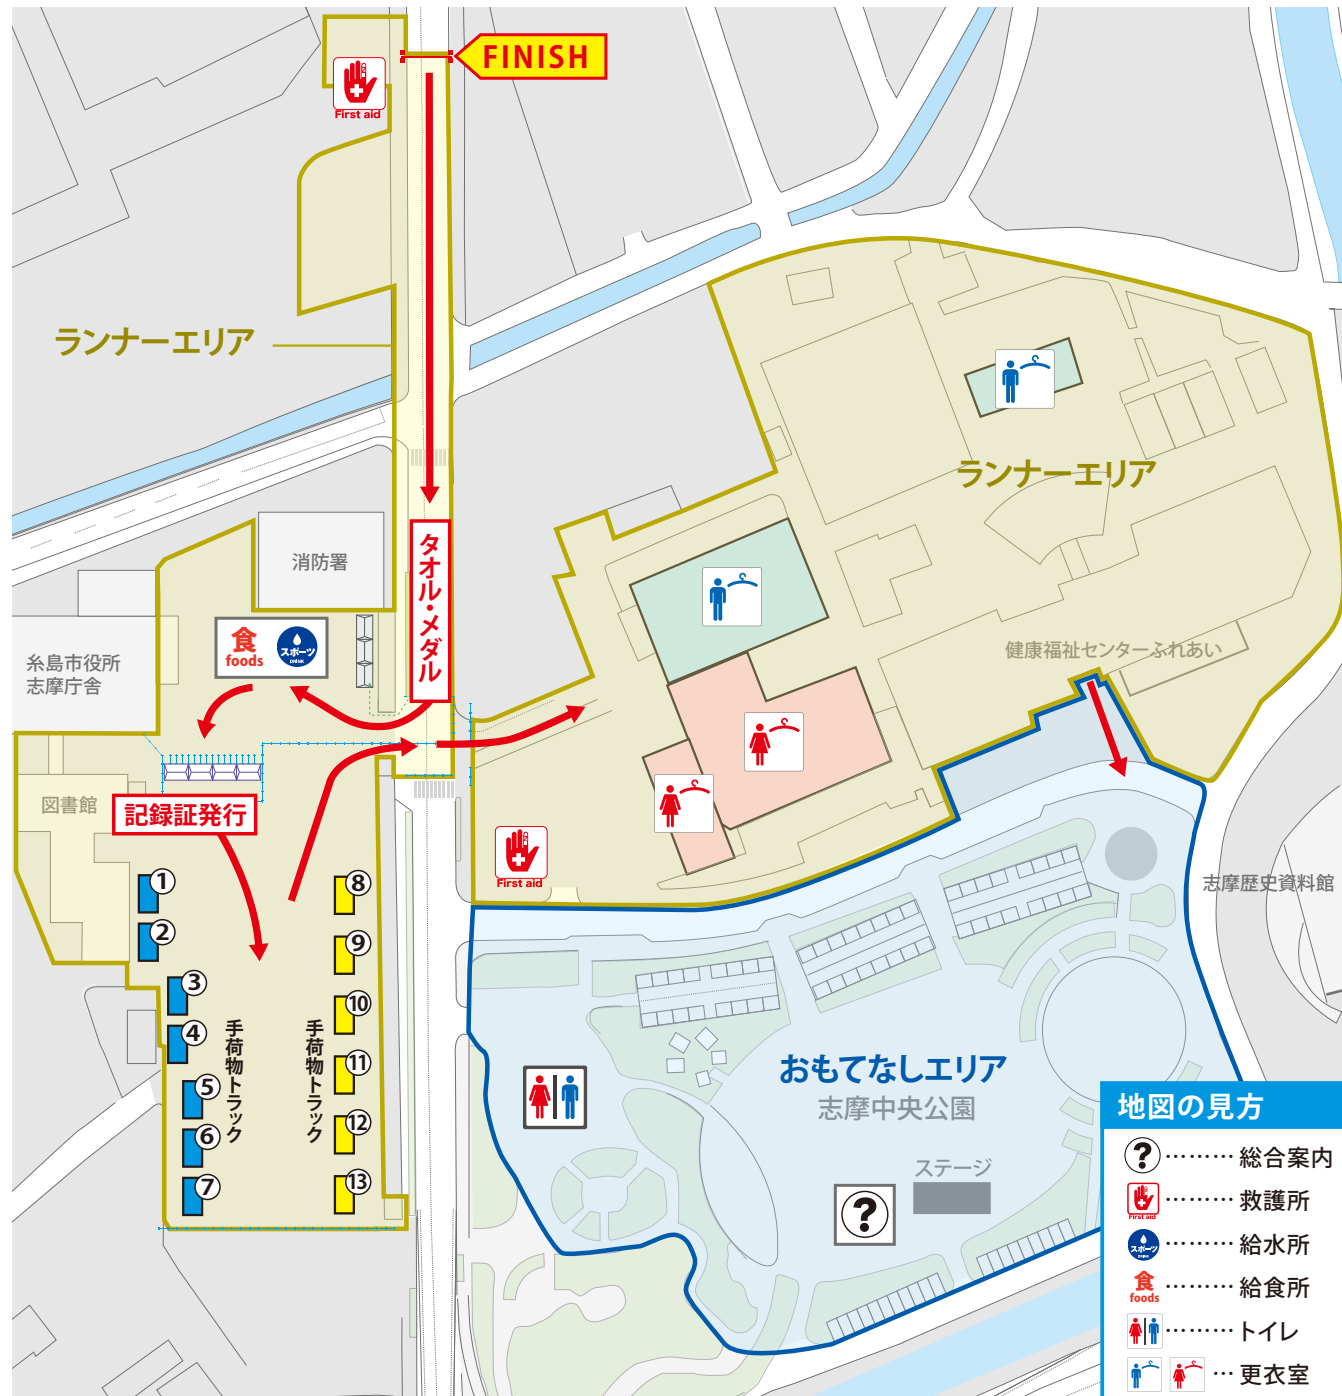 FINISH
First aid
ランナーエリア
ランナーエリア
消防署
タオル・メダル
食
foods
スポーツ
DRINK
糸島市役所
志摩庁舎
健康福祉センターふれあい
図書館
記録証発行
First aid
志摩歴史資料館
1
2
3
4
5
6
7
手荷物トラック
手荷物トラック
8
9
10
11
12
13
おもてなしエリア
志摩中央公園
ステージ
?
地図の見方
? ……… 総合案内
First aid ……… 救護所
スポーツ DRINK ……… 給水所
食 foods ……… 給食所
……… トイレ
… 更衣室